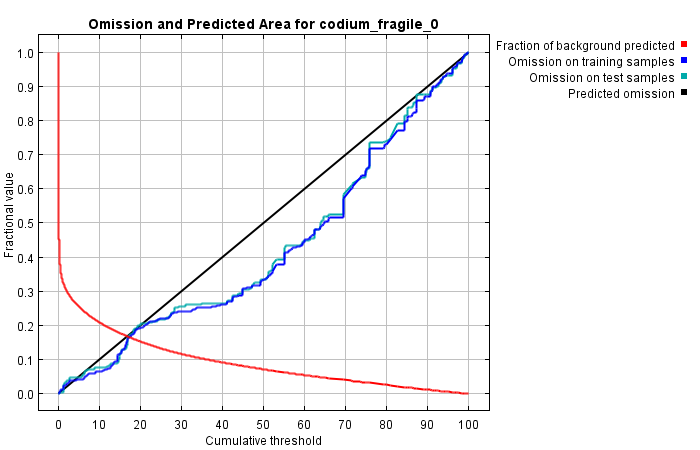 Omission and Predicted Area for codium_fragile_0
Fraction of background predicted
Omission on training samples
Omission on test samples
Predicted omission
Fractional value
1.0
0.9
0.8
0.7
0.6
0.5
0.4
0.3
0.2
0.1
0.0
0 10 20 30 40 50 60 70 80 90 100
Cumulative threshold